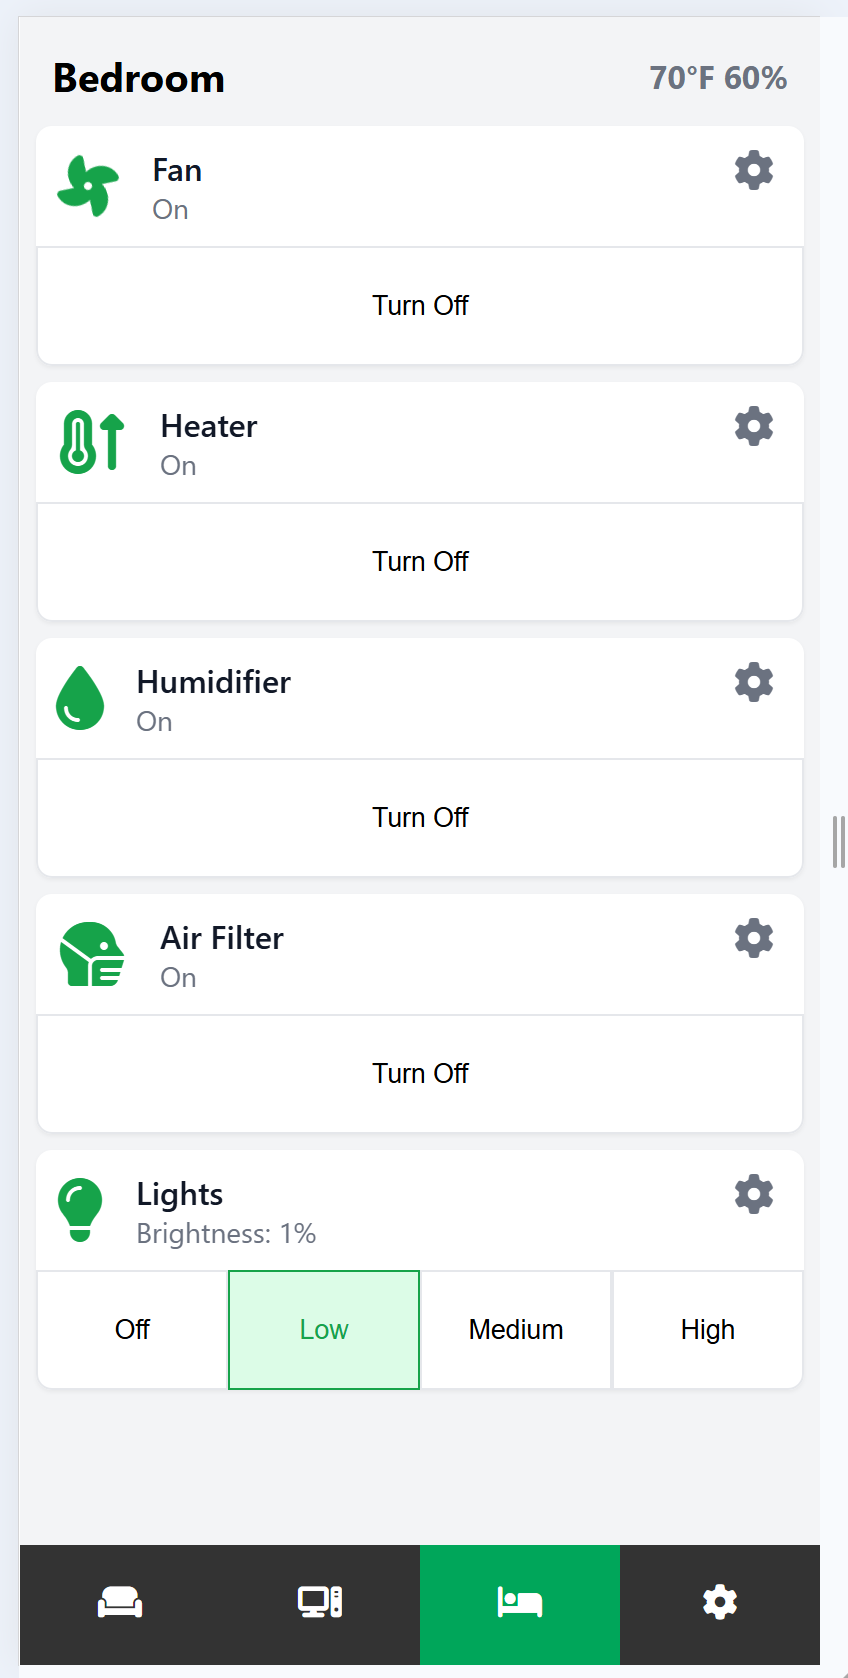 Bedroom 70°F 60%
Fan
On
Turn Off
Heater
On
Turn Off
Humidifier
On
Turn Off
Air Filter
On
Turn Off
Lights
Brightness: 1%
Off Low Medium High